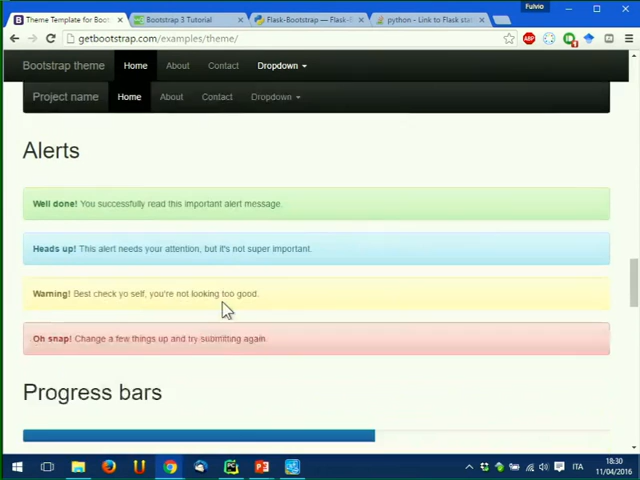 Fulvio
Theme Template for Boot
Bootstrap 3 Tutorial
Flask-Bootstrap — Flask-B
python - Link to Flask sta
getbootstrap.com/examples/theme/
Bootstrap theme Home About Contact Dropdown
Project name Home About Contact Dropdown
Alerts
Well done! You successfully read this important alert message.
Heads up! This alert needs your attention, but it's not super important.
Warning! Best check yo self, you're not looking too good.
Oh snap! Change a few things up and try submitting again.
Progress bars
ITA
18:30
11/04/2016